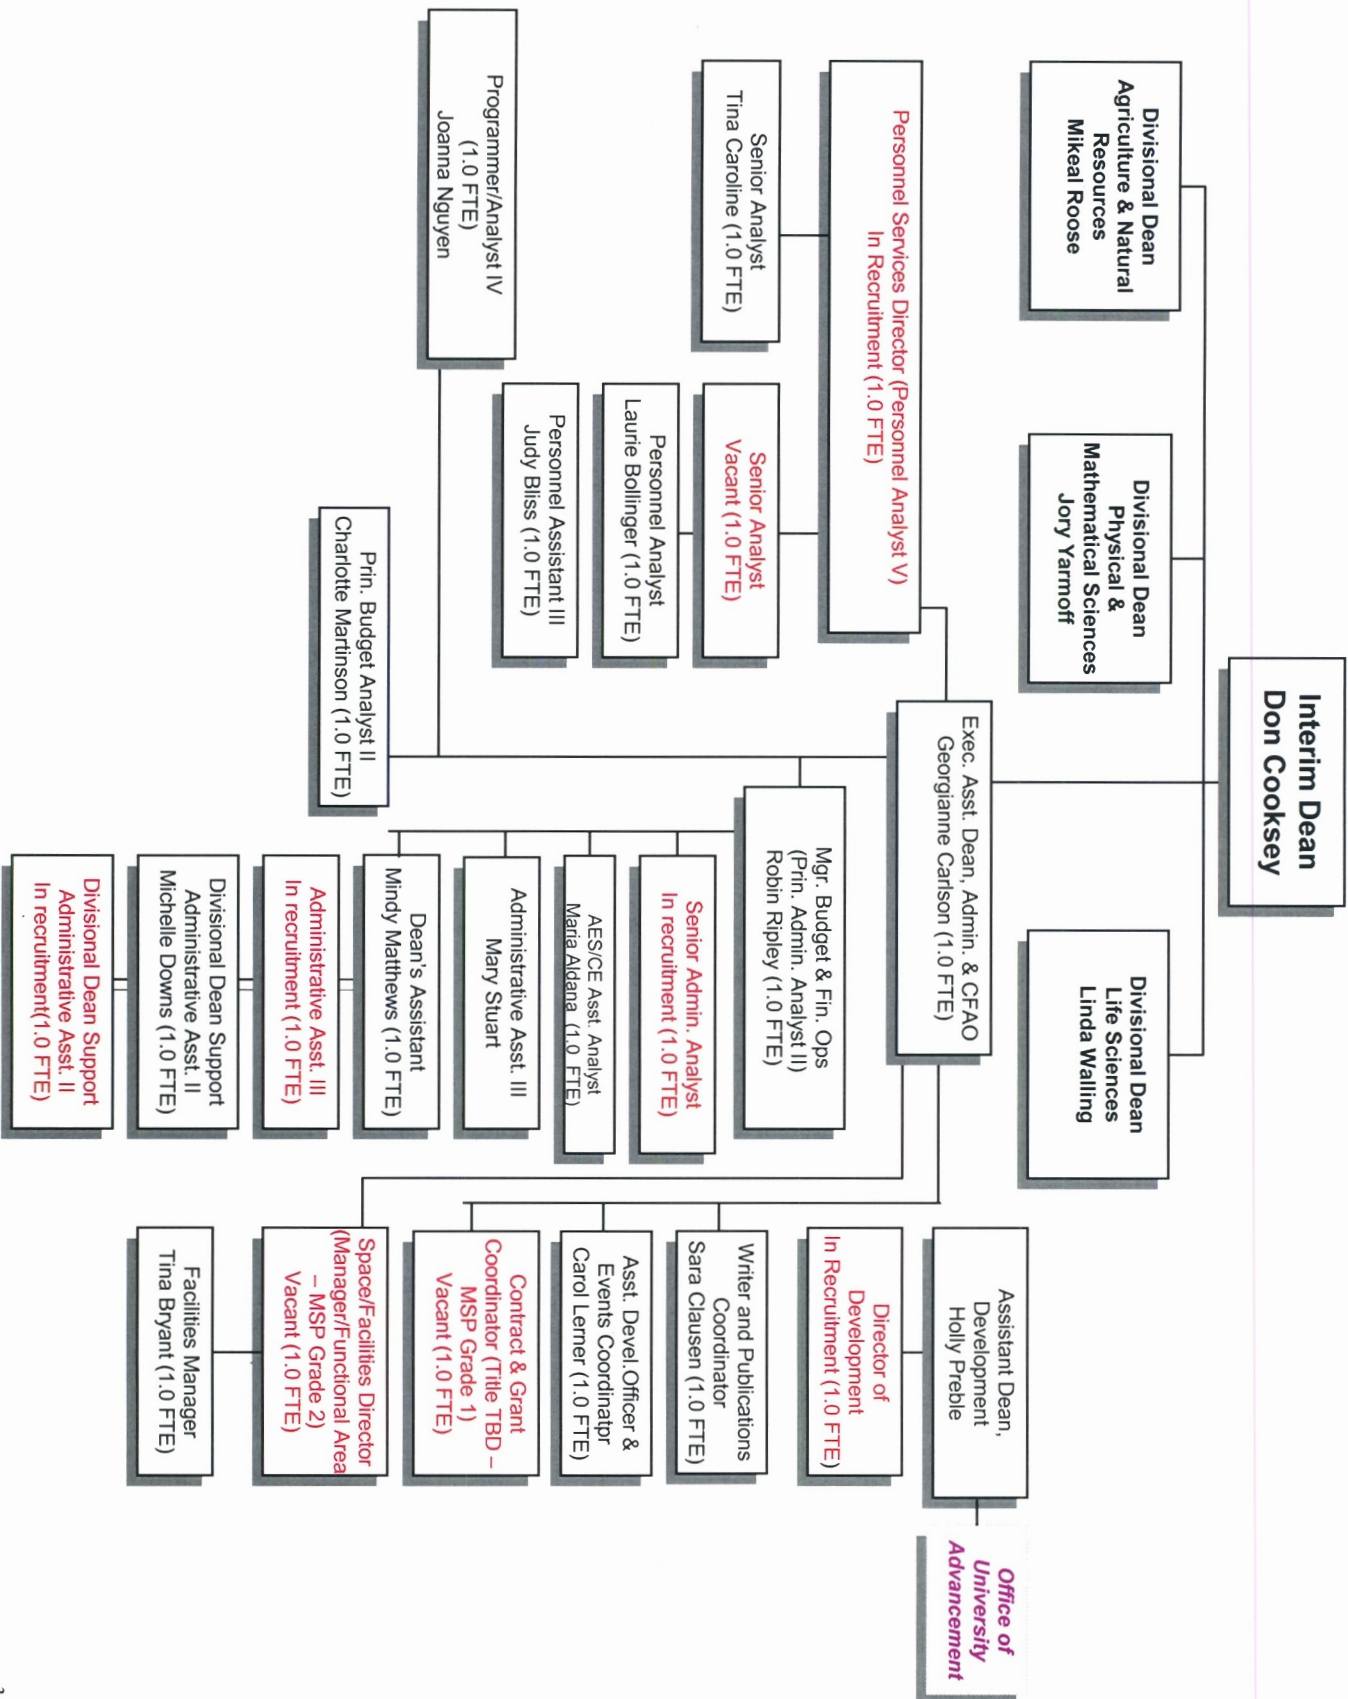 Interim Dean
Don Cooksey
Divisional Dean
Agriculture & Natural
Resources
Mikeal Roose
Divisional Dean
Physical &
Mathematical Sciences
Jory Yarmoff
Divisional Dean
Life Sciences
Linda Walling
Exec. Asst. Dean, Admin. & CFAO
Georgianne Carlson (1.0 FTE)
Assistant Dean,
Development
Holly Preble
Office of
University
Advancement
Personnel Services Director (Personnel Analyst V)
In Recruitment (1.0 FTE)
Senior Analyst
Tina Caroline (1.0 FTE)
Senior Analyst
Vacant (1.0 FTE)
Personnel Analyst
Laurie Bollinger (1.0 FTE)
Personnel Assistant III
Judy Bliss (1.0 FTE)
Programmer/Analyst IV
(1.0 FTE)
Joanna Nguyen
Prin. Budget Analyst II
Charlotte Martinson (1.0 FTE)
Mgr. Budget & Fin. Ops
(Prin. Admin. Analyst II)
Robin Ripley (1.0 FTE)
Senior Admin. Analyst
In recruitment (1.0 FTE)
AES/CE Asst. Analyst
Maria Aldana (1.0 FTE)
Administrative Asst. III
Mary Stuart
Dean's Assistant
Mindy Matthews (1.0 FTE)
Administrative Asst. III
In recruitment (1.0 FTE)
Divisional Dean Support
Administrative Asst. II
Michelle Downs (1.0 FTE)
Divisional Dean Support
Administrative Asst. II
In recruitment(1.0 FTE)
Director of
Development
In Recruitment (1.0 FTE)
Writer and Publications
Coordinator
Sara Clausen (1.0 FTE)
Asst. Devel.Officer &
Events Coordinatpr
Carol Lerner (1.0 FTE)
Contract & Grant
Coordinator (Title TBD –
MSP Grade 1)
Vacant (1.0 FTE)
Space/Facilities Director
(Manager/Functional Area
– MSP Grade 2)
Vacant (1.0 FTE)
Facilities Manager
Tina Bryant (1.0 FTE)